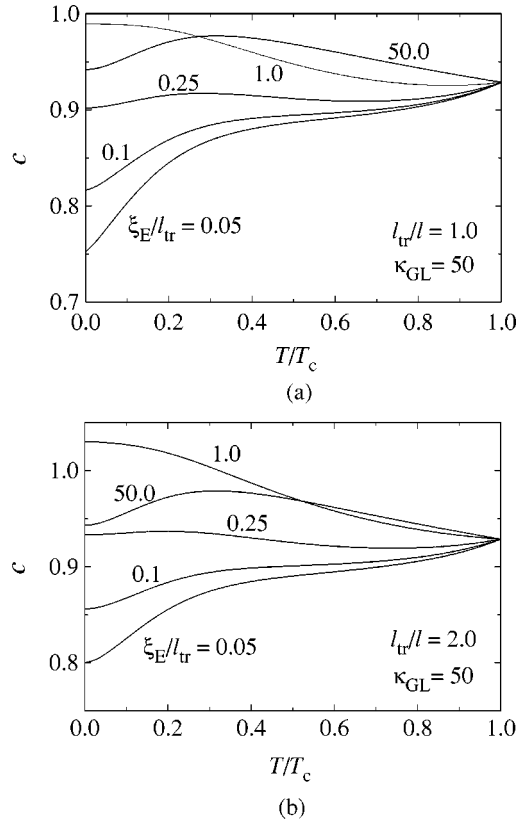 1.0
50.0
1.0
0.9
0.25
c
0.1
0.8
ξE/ltr = 0.05
ltr/l = 1.0
κGL = 50
0.7
0.0 0.2 0.4 0.6 0.8 1.0
T/Tc
(a)
1.0
1.0
50.0
0.25
c
0.9
0.1
ξE/ltr = 0.05
ltr/l = 2.0
0.8
κGL = 50
0.0 0.2 0.4 0.6 0.8 1.0
T/Tc
(b)